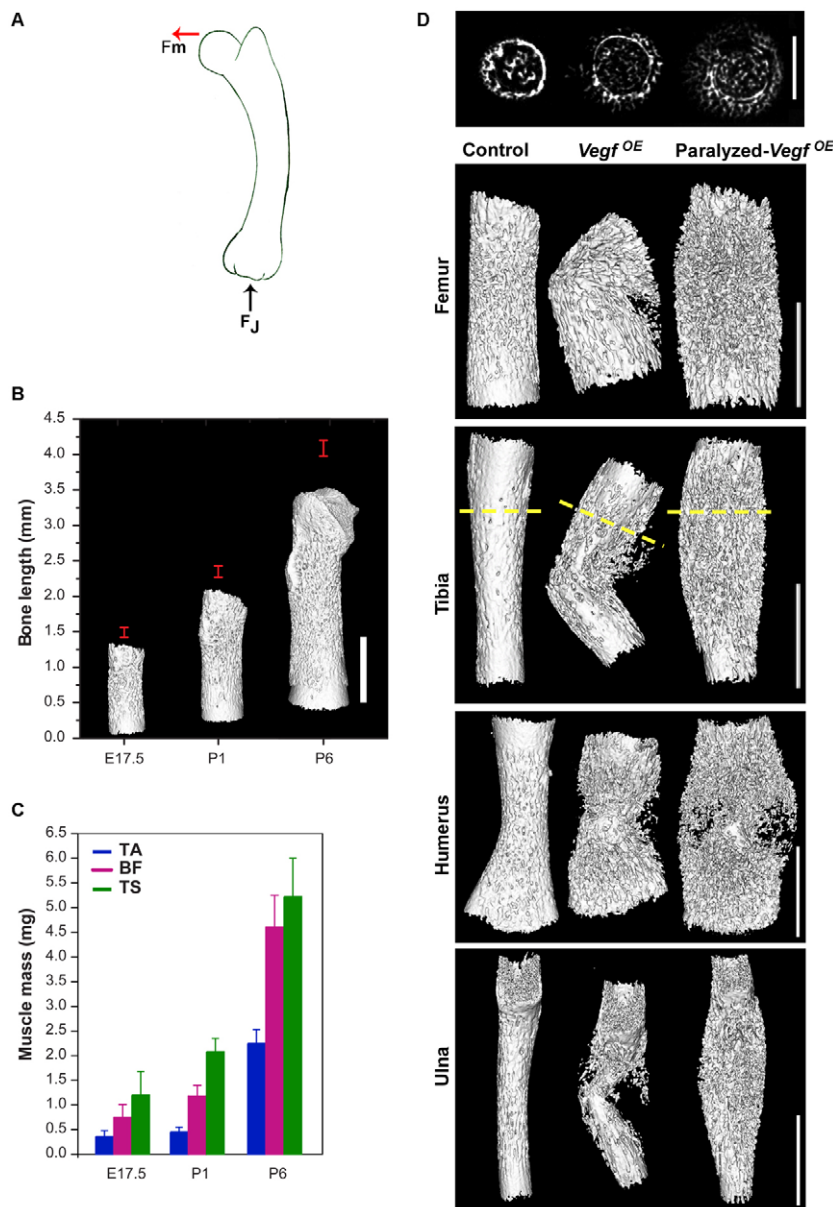 A
Fm
FJ
B
Bone length (mm)
4.5
4.0
3.5
3.0
2.5
2.0
1.5
1.0
0.5
0.0
E17.5 P1 P6
C
Muscle mass (mg)
6.5
6.0
5.5
5.0
4.5
4.0
3.5
3.0
2.5
2.0
1.5
1.0
0.5
0.0
TA
BF
TS
E17.5 P1 P6
D
Control Vegf OE Paralyzed-Vegf OE
Femur
Tibia
Humerus
Ulna